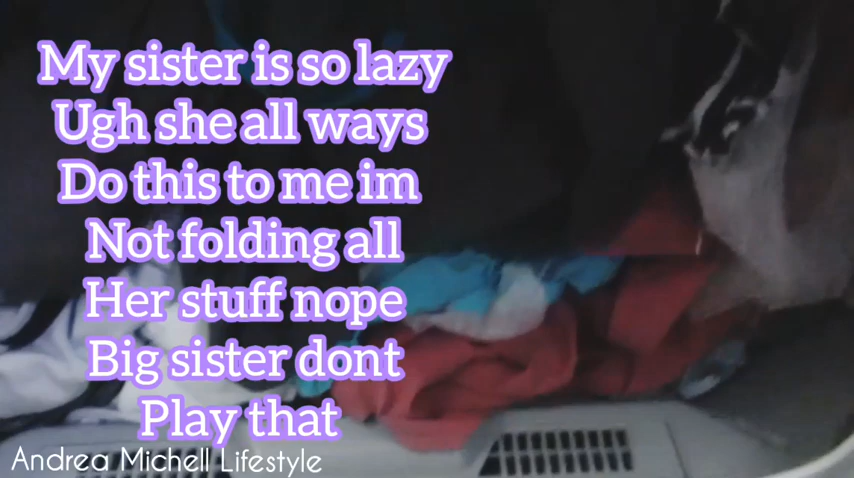 My sister is so lazy
Ugh she all ways
Do this to me im
Not folding all
Her stuff nope
Big sister dont
Play that
Andrea Michell Lifestyle